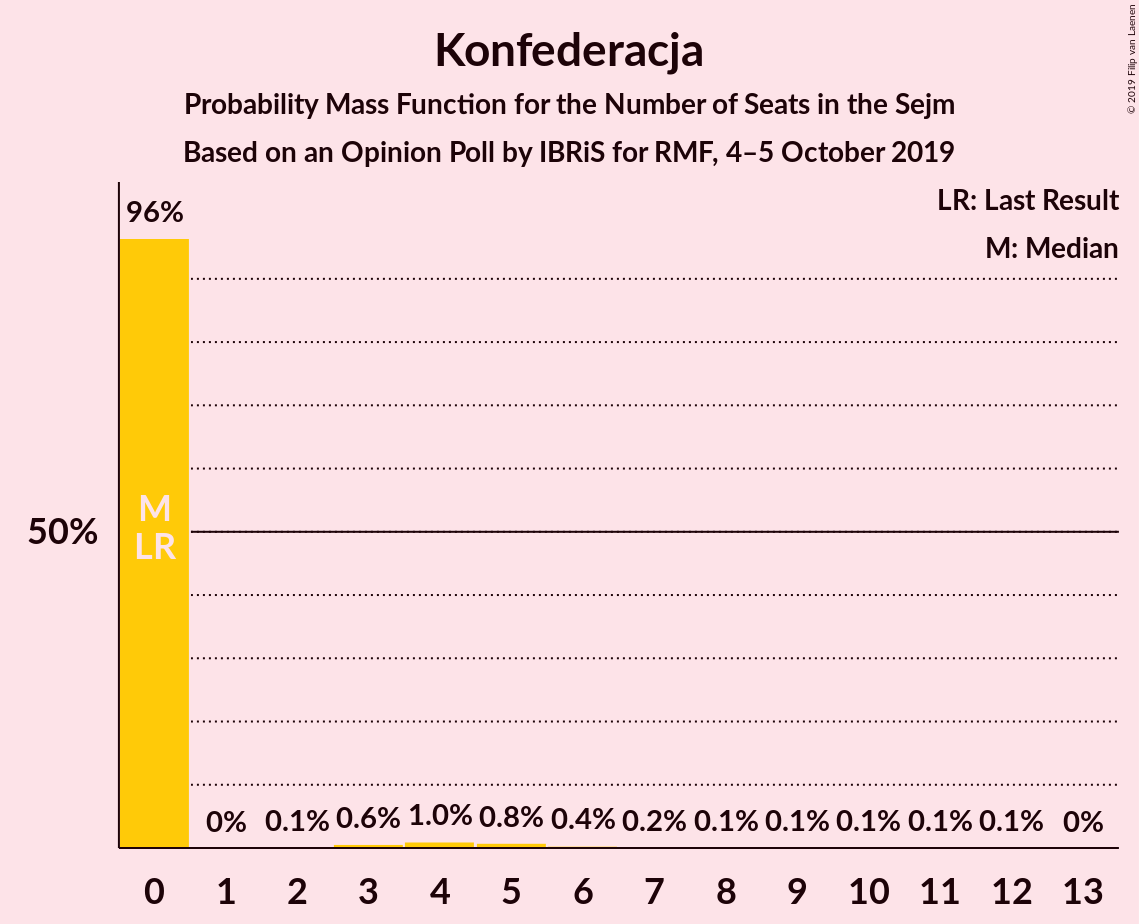 Konfederacja
Probability Mass Function for the Number of Seats in the Sejm
Based on an Opinion Poll by IBRiS for RMF, 4–5 October 2019
© 2019 Filip van Laenen
LR: Last Result
M: Median
96%
M
LR
50%
0% 0.1% 0.6% 1.0% 0.8% 0.4% 0.2% 0.1% 0.1% 0.1% 0.1% 0.1% 0%
0 1 2 3 4 5 6 7 8 9 10 11 12 13